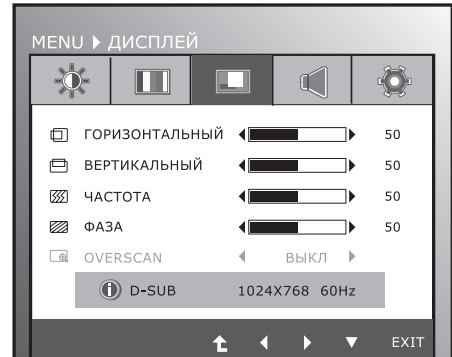 MENU ▶ ДИСПЛЕЙ
ГОРИЗОНТАЛЬНЫЙ 50
ВЕРТИКАЛЬНЫЙ 50
ЧАСТОТА 50
ФАЗА 50
OVERSCAN ВЫКЛ
D-SUB 1024X768 60Hz
EXIT